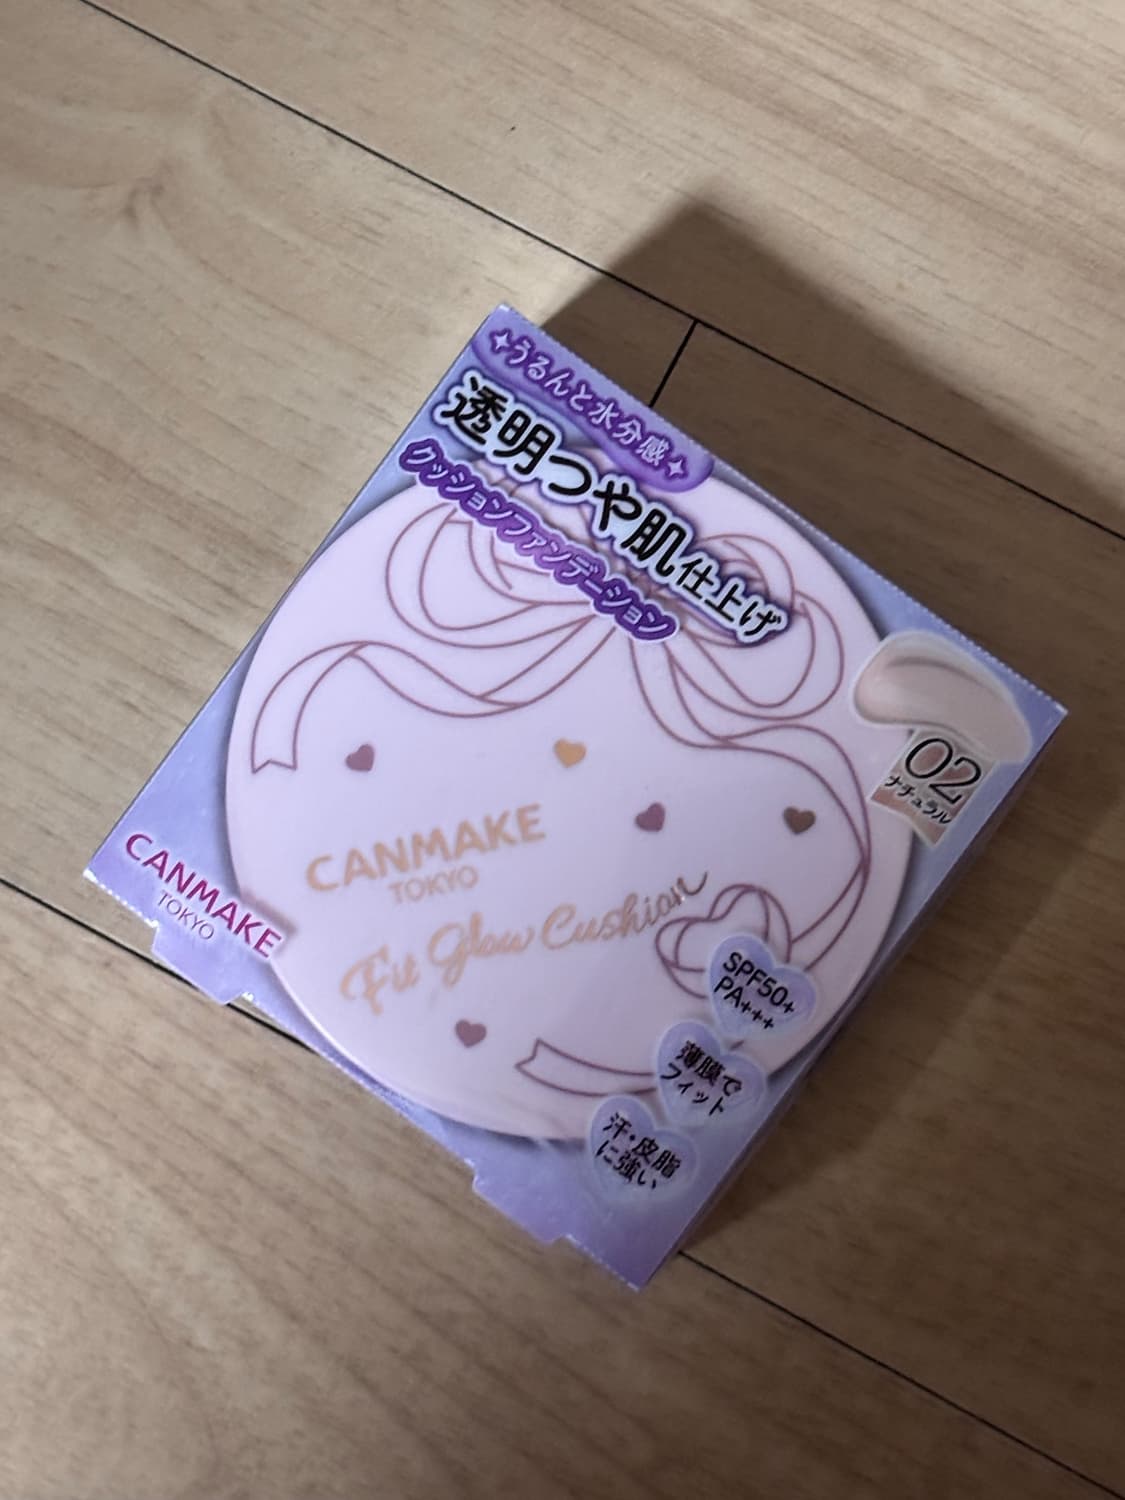 うるんと水分感
透明つや肌仕上げ
クッションファンデーション
02
ナチュラル
CANMAKE
TOKYO
Fit Glow Cushion
CANMAKE
TOKYO
SPF50+
PA+++
薄膜で
フィット
汗・皮脂
に強い